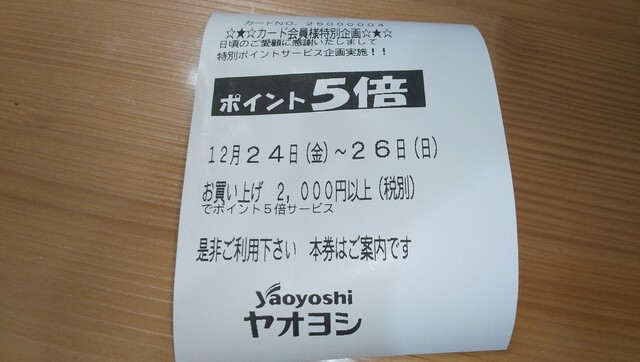 カードNO. 25000004
☆★☆カード会員様特別企画☆★☆
日頃のご愛顧に感謝いたしまして
特別ポイントサービス企画実施！！
ポイント5倍
12月24日(金)～26日(日)
お買い上げ 2,000円以上(税別)
でポイント5倍サービス
是非ご利用下さい 本券はご案内です
Yaoyoshi
ヤオヨシ